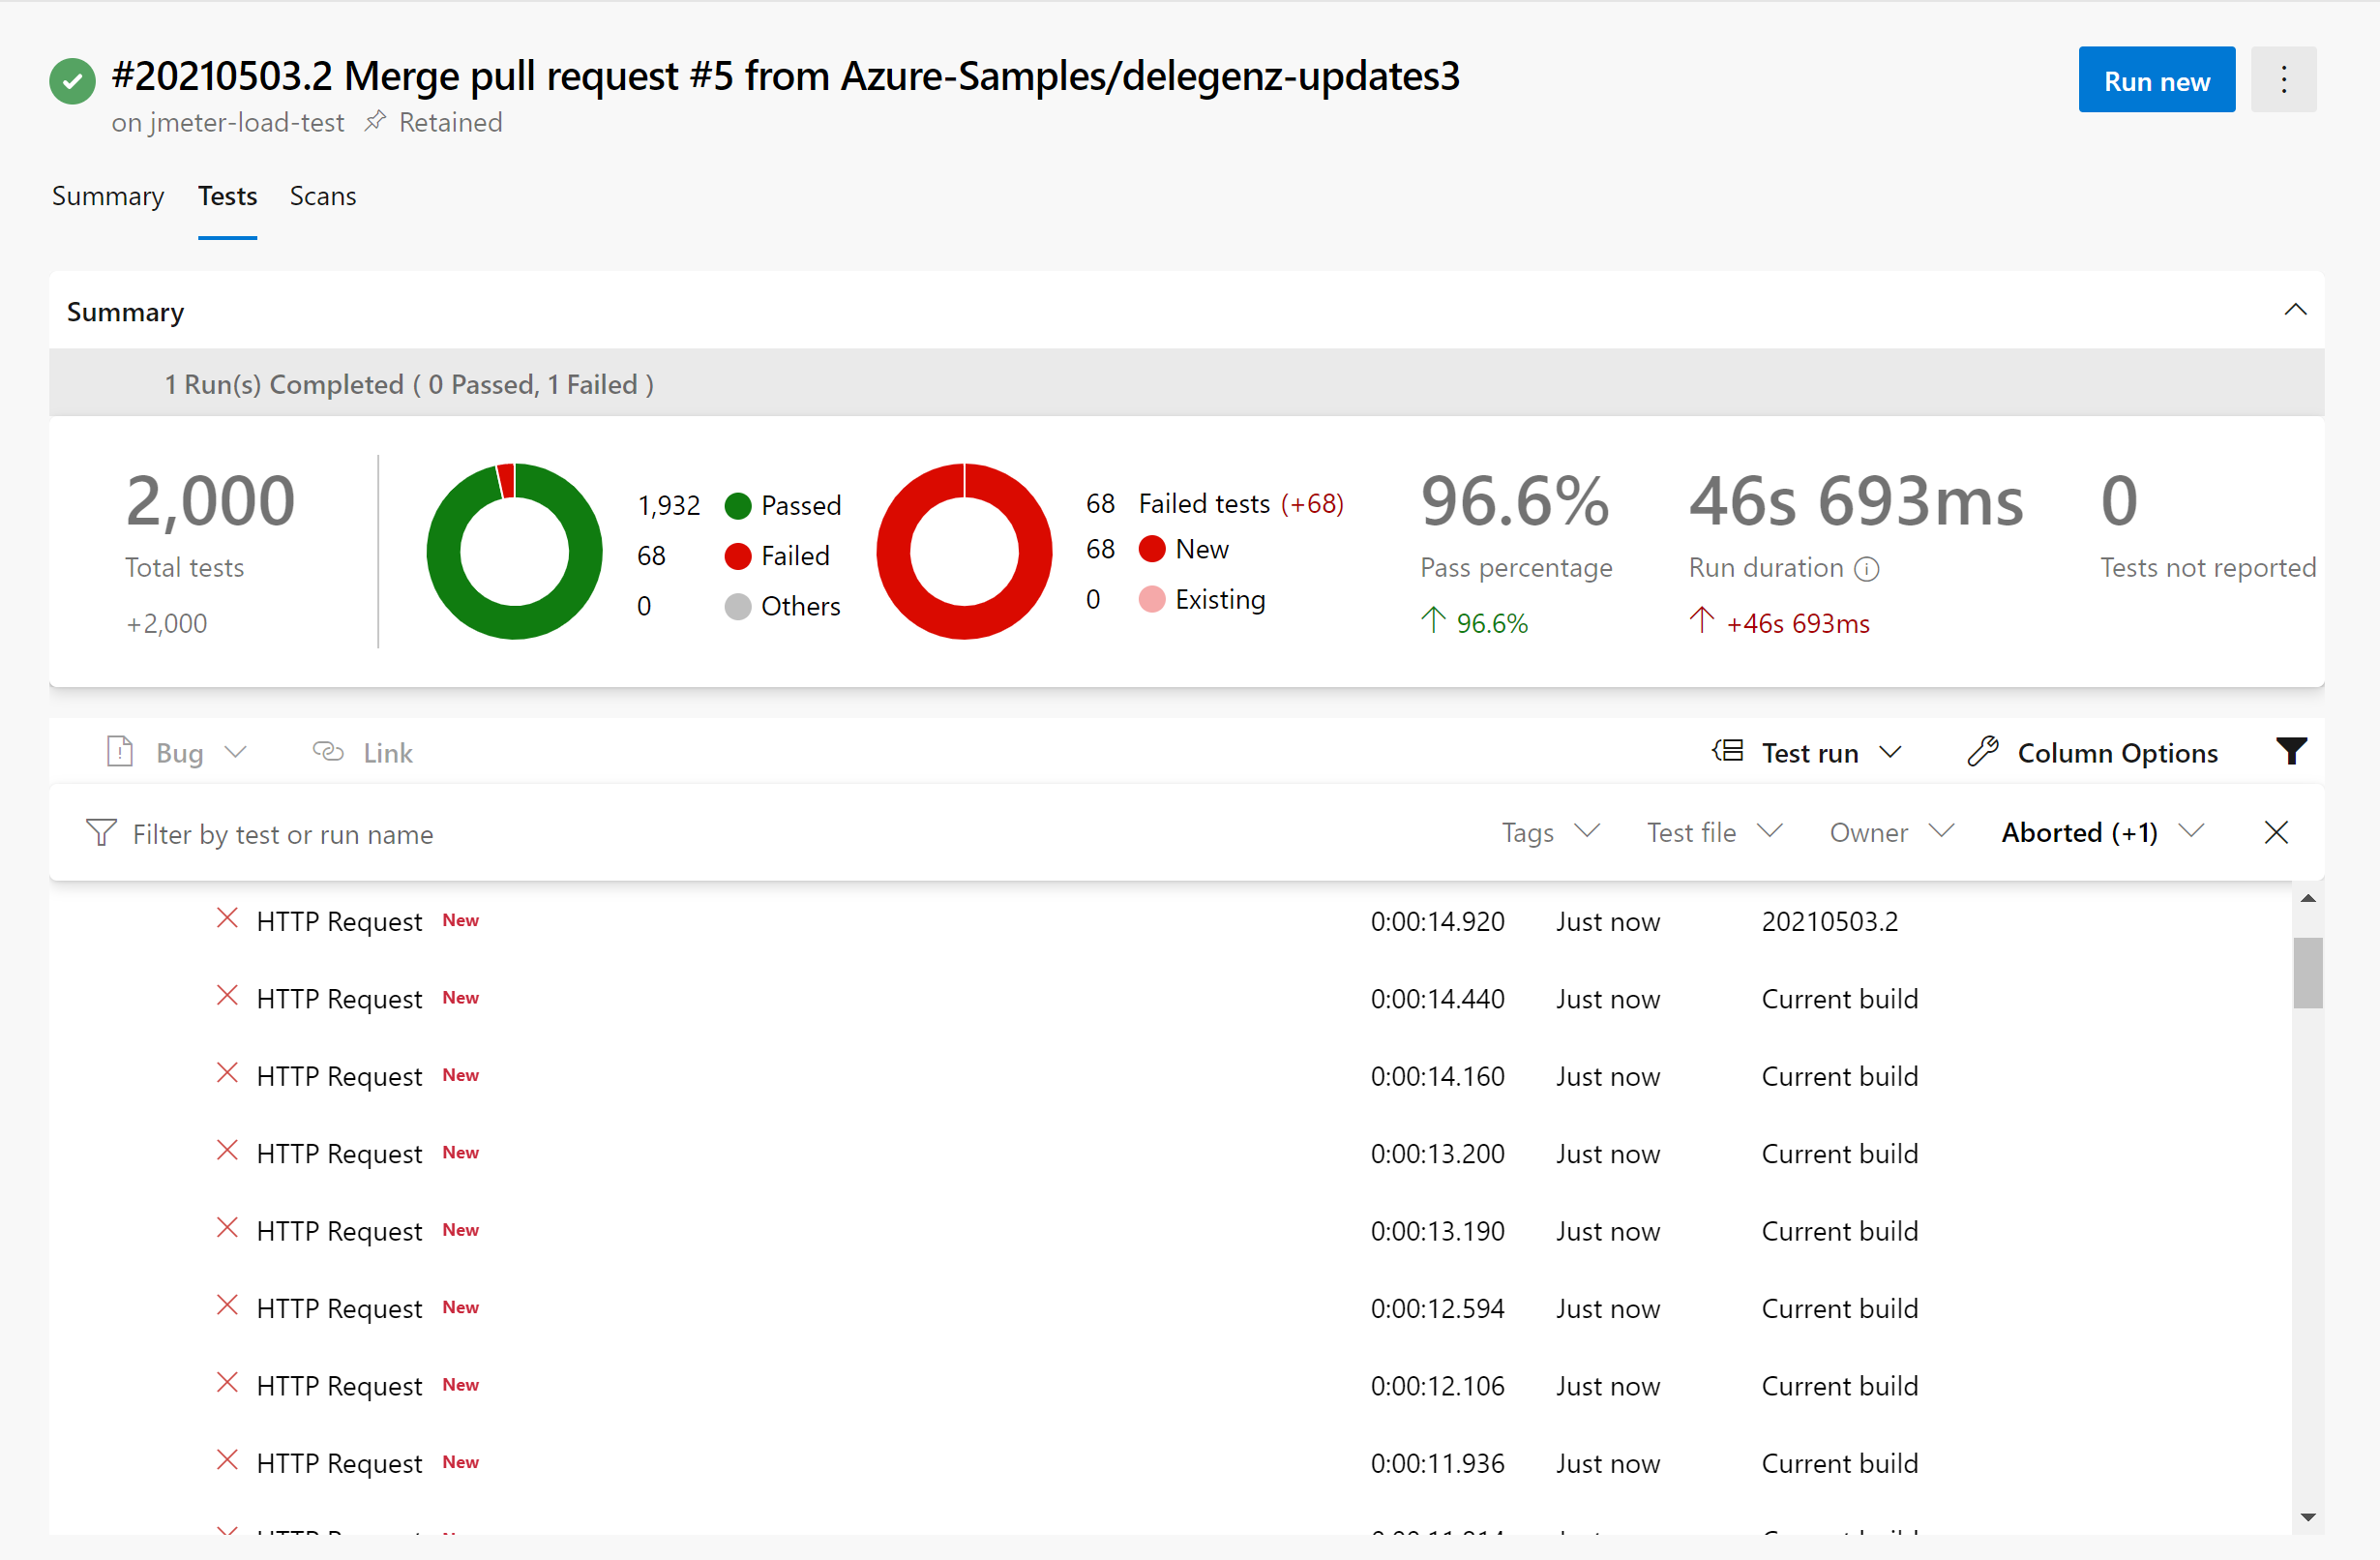 #20210503.2 Merge pull request #5 from Azure-Samples/delegenz-updates3
on jmeter-load-test Retained
Run new
Summary Tests Scans
Summary
1 Run(s) Completed ( 0 Passed, 1 Failed )
2,000
Total tests
+2,000
1,932 Passed
68 Failed
0 Others
68 Failed tests (+68)
68 New
0 Existing
96.6%
Pass percentage
96.6%
46s 693ms
Run duration
+46s 693ms
0
Tests not reported
Bug Link Test run Column Options
Filter by test or run name Tags Test file Owner Aborted (+1)
HTTP Request New 0:00:14.920 Just now 20210503.2
HTTP Request New 0:00:14.440 Just now Current build
HTTP Request New 0:00:14.160 Just now Current build
HTTP Request New 0:00:13.200 Just now Current build
HTTP Request New 0:00:13.190 Just now Current build
HTTP Request New 0:00:12.594 Just now Current build
HTTP Request New 0:00:12.106 Just now Current build
HTTP Request New 0:00:11.936 Just now Current build